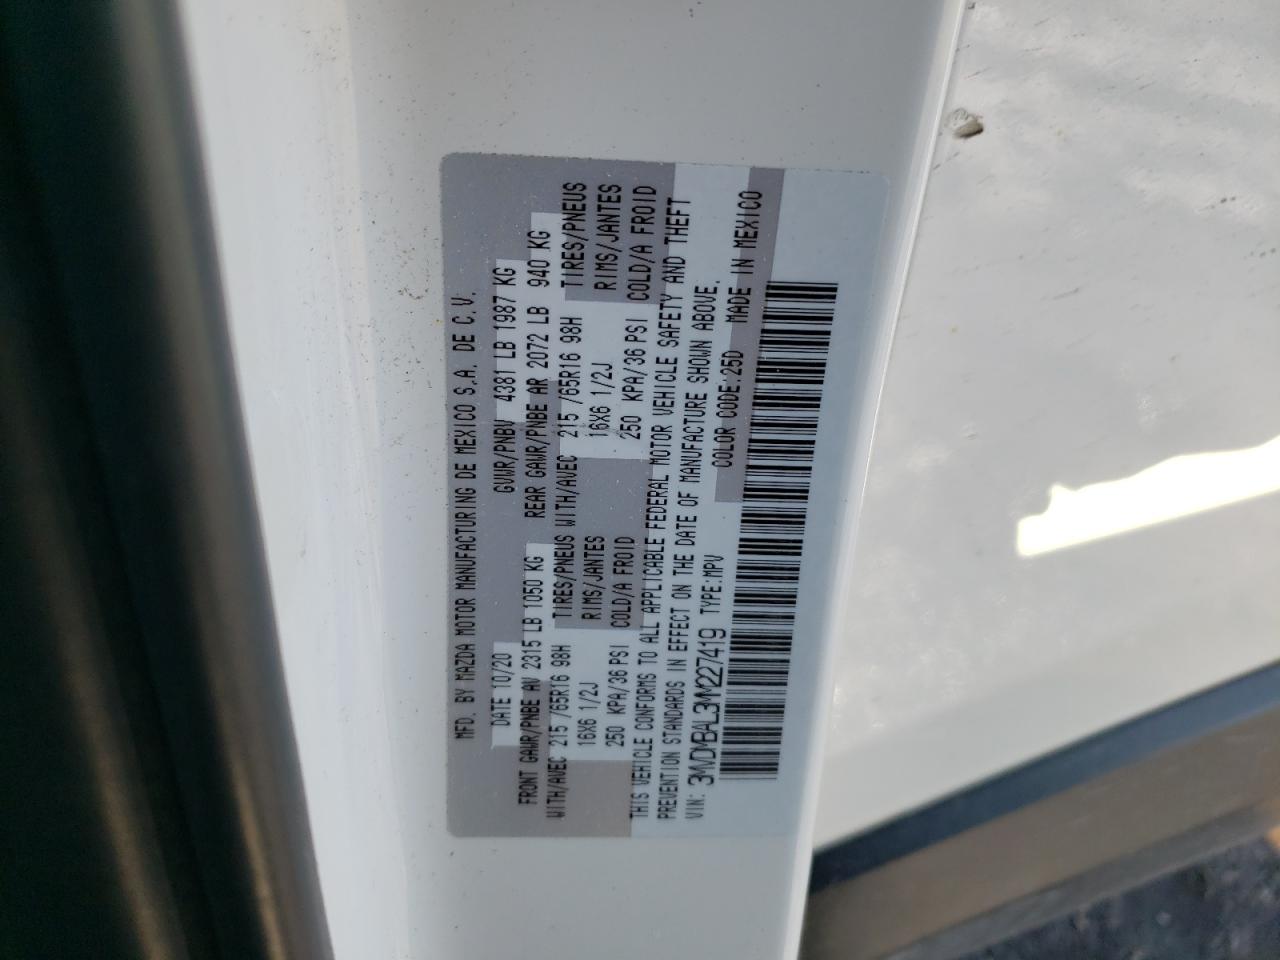 MFD. BY MAZDA MOTOR MANUFACTURING DE MEXICO S.A. DE C.V.
DATE 10/20 GVWR/PNBV 4381 LB 1987 KG
FRONT GAWR/PNBE AV 2315 LB 1050 KG REAR GAWR/PNBE AR 2072 LB 940 KG
WITH/AVEC 215 /65R16 98H TIRES/PNEUS WITH/AVEC 215 /65R16 98H TIRES/PNEUS
16X6 1/2J RIMS/JANTES 16X6 1/2J RIMS/JANTES
250 KPA/36 PSI COLD/A FROID 250 KPA/36 PSI COLD/A FROID
THIS VEHICLE CONFORMS TO ALL APPLICABLE FEDERAL MOTOR VEHICLE SAFETY AND THEFT
PREVENTION STANDARDS IN EFFECT ON THE DATE OF MANUFACTURE SHOWN ABOVE.
VIN: 3MVDMBAL3MM227419 TYPE:MPV COLOR CODE:25D MADE IN MEXICO